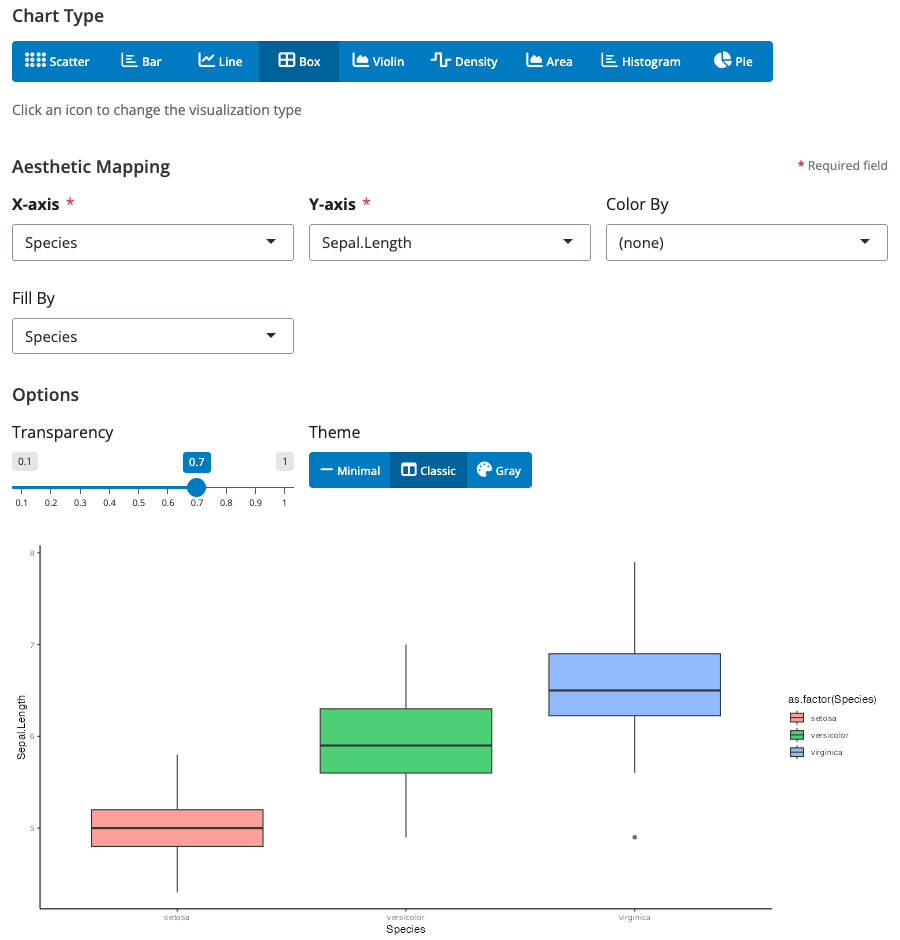 Chart Type
Scatter Bar Line Box Violin Density Area Histogram Pie
Click an icon to change the visualization type
Aesthetic Mapping * Required field
X-axis * Y-axis * Color By
Species Sepal.Length (none)
Fill By
Species
Options
Transparency Theme
0.1 0.7 1
Minimal Classic Gray
0.1 0.2 0.3 0.4 0.5 0.6 0.7 0.8 0.9 1
8
7
6
5
Sepal.Length
setosa versicolor virginica
Species
as.factor(Species)
setosa
versicolor
virginica